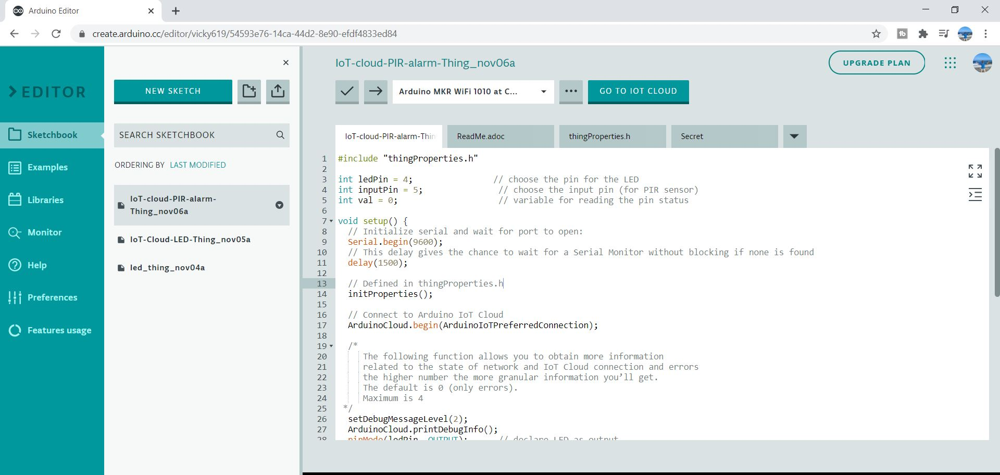 Arduino Editor
create.arduino.cc/editor/vicky619/54593e76-14ca-44d2-8e90-efdf4833ed84
EDITOR
Sketchbook
Examples
Libraries
Monitor
Help
Preferences
Features usage
NEW SKETCH
SEARCH SKETCHBOOK
ORDERING BY LAST MODIFIED
IoT-cloud-PIR-alarm-
Thing_nov06a
IoT-Cloud-LED-Thing_nov05a
led_thing_nov04a
IoT-cloud-PIR-alarm-Thing_nov06a
UPGRADE PLAN
Arduino MKR WiFi 1010 at C...
GO TO IOT CLOUD
IoT-cloud-PIR-alarm-Thin
ReadMe.adoc
thingProperties.h
Secret
1 #include "thingProperties.h"
2
3 int ledPin = 4; // choose the pin for the LED
4 int inputPin = 5; // choose the input pin (for PIR sensor)
5 int val = 0; // variable for reading the pin status
6
7 void setup() {
8 // Initialize serial and wait for port to open:
9 Serial.begin(9600);
10 // This delay gives the chance to wait for a Serial Monitor without blocking if none is found
11 delay(1500);
12
13 // Defined in thingProperties.h
14 initProperties();
15
16 // Connect to Arduino IoT Cloud
17 ArduinoCloud.begin(ArduinoIoTPreferredConnection);
18
19 /*
20 The following function allows you to obtain more information
21 related to the state of network and IoT Cloud connection and errors
22 the higher number the more granular information you’ll get.
23 The default is 0 (only errors).
24 Maximum is 4
25 */
26 setDebugMessageLevel(2);
27 ArduinoCloud.printDebugInfo();
28 pinMode(ledPin, OUTPUT); // declare LED as output